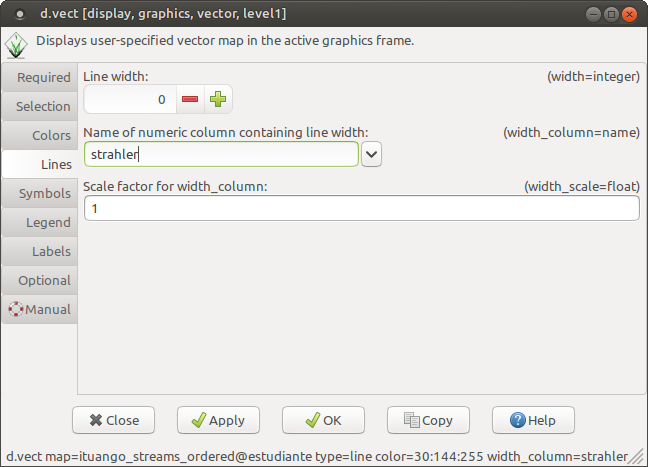 d.vect [display, graphics, vector, level1]
Displays user-specified vector map in the active graphics frame.
Required
Selection
Colors
Lines
Symbols
Legend
Labels
Optional
Manual
Line width: (width=integer)
0
Name of numeric column containing line width: (width_column=name)
strahler
Scale factor for width_column: (width_scale=float)
1
Close Apply OK Copy Help
d.vect map=ituango_streams_ordered@estudiante type=line color=30:144:255 width_column=strahler